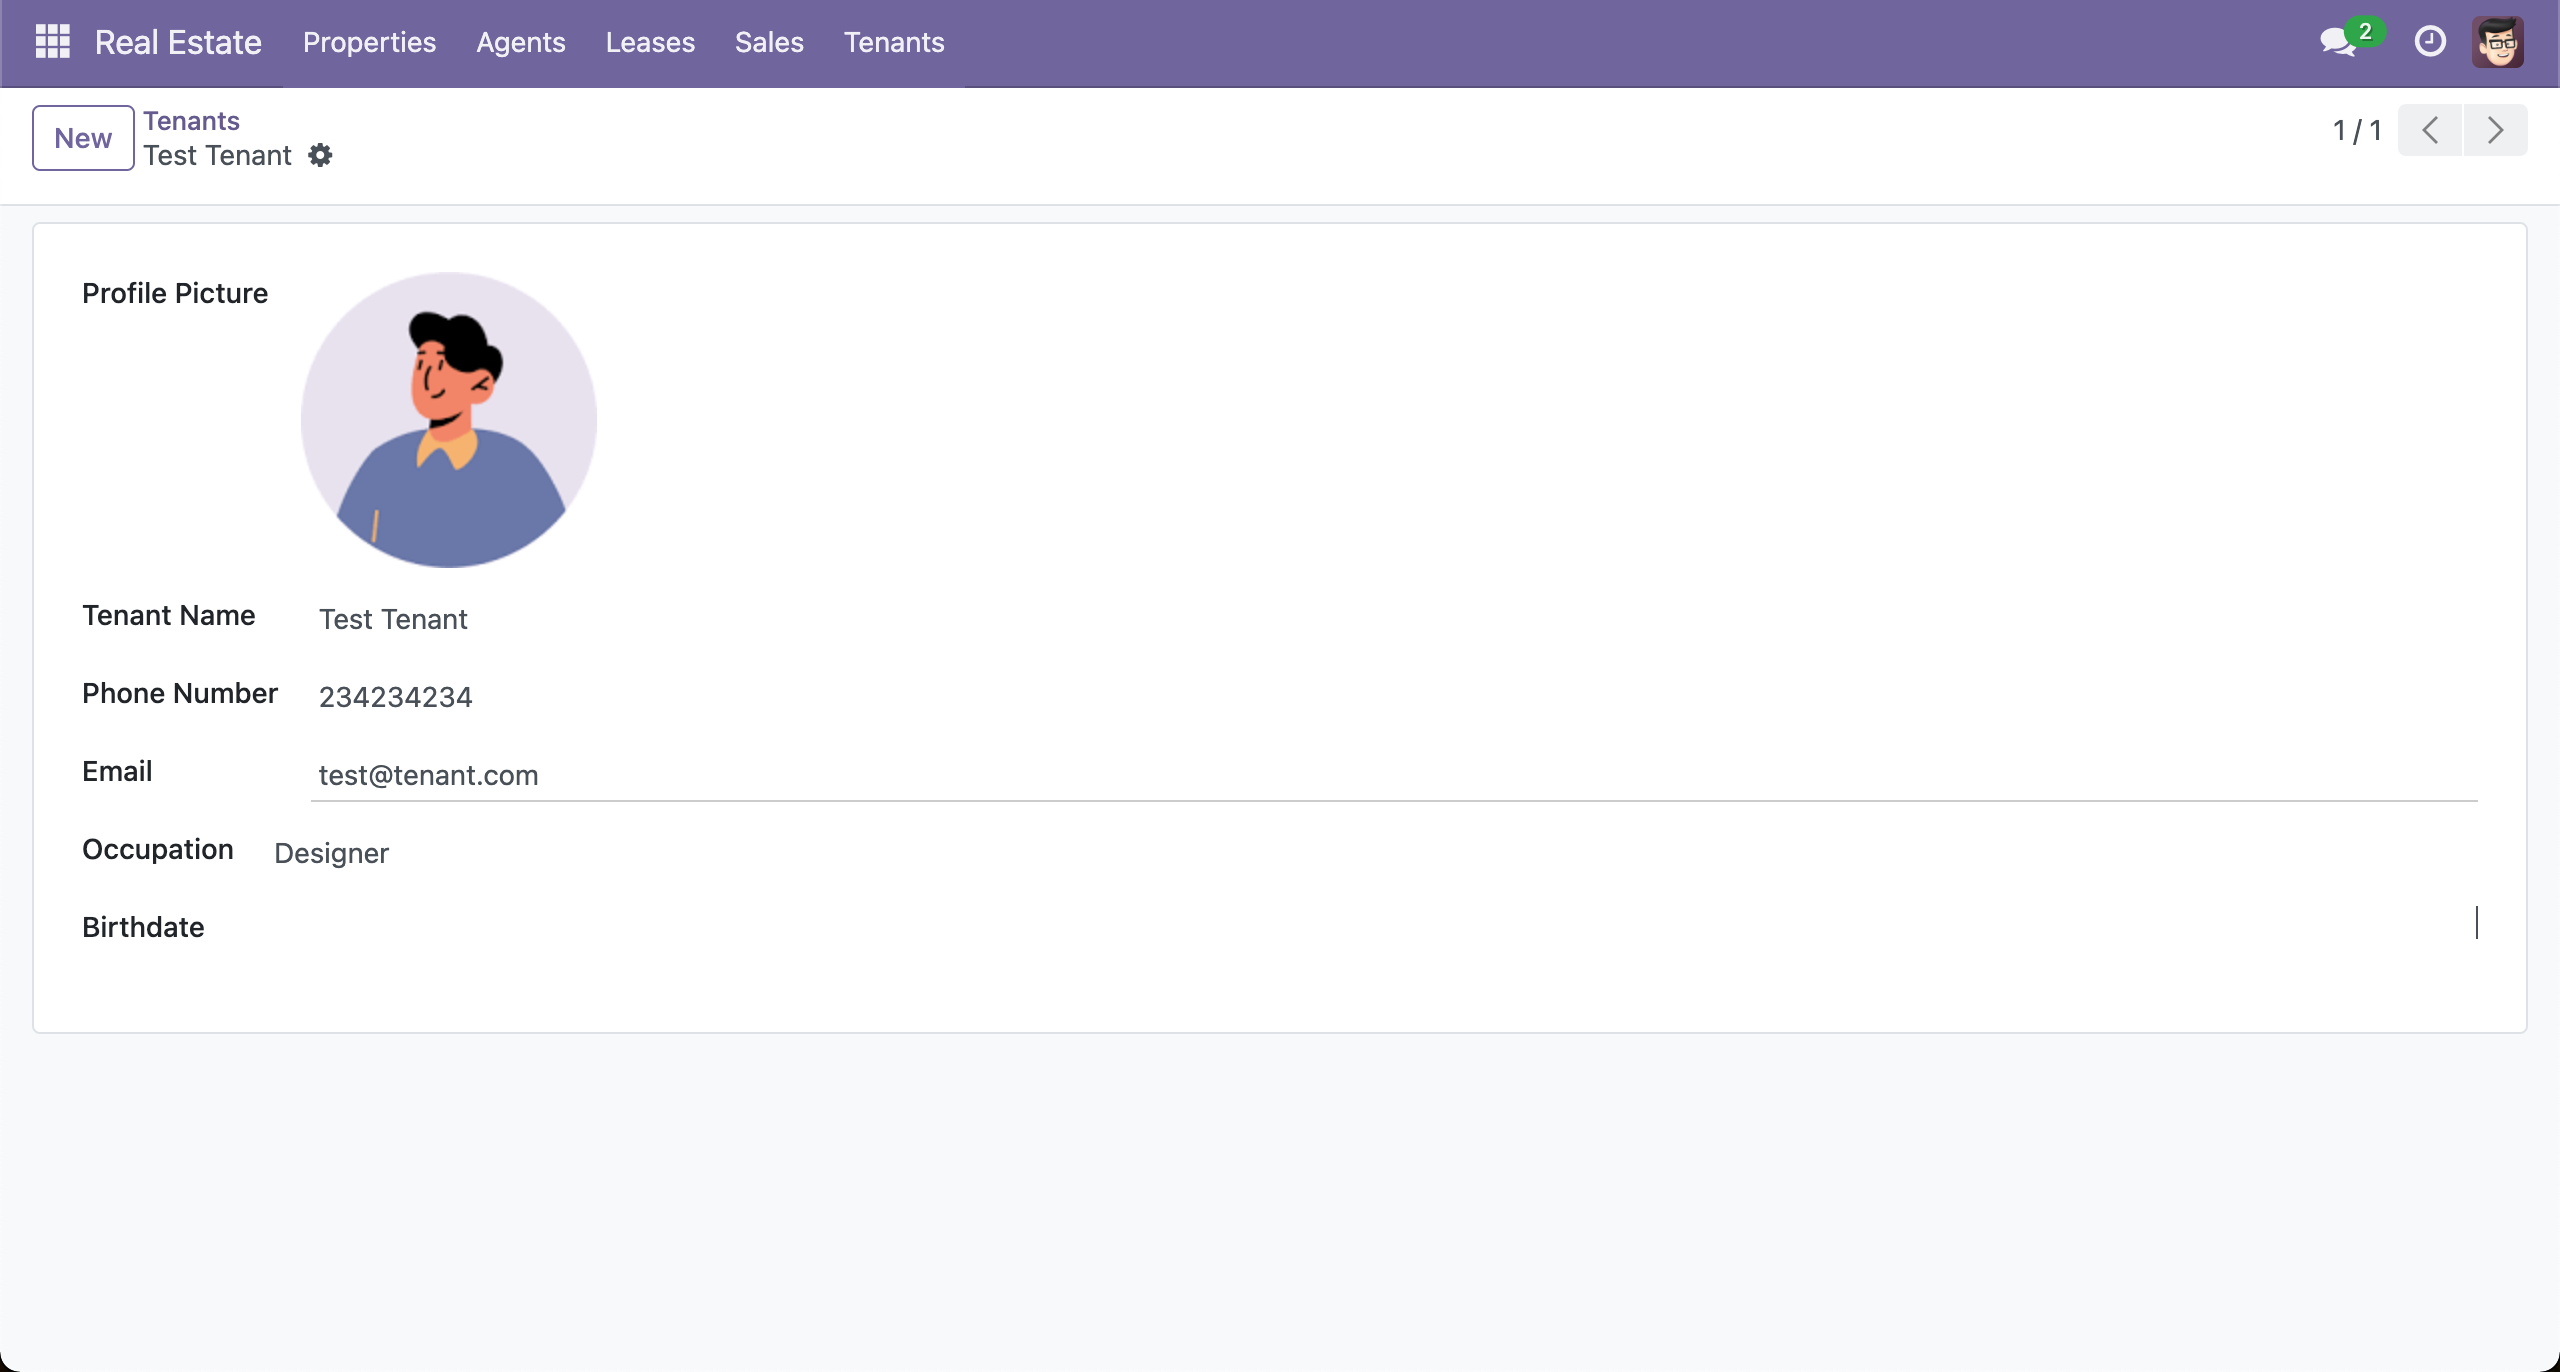 Real Estate Properties Agents Leases Sales Tenants 2
New
Tenants
Test Tenant
1 / 1
Profile Picture
Tenant Name Test Tenant
Phone Number 234234234
Email test@tenant.com
Occupation Designer
Birthdate